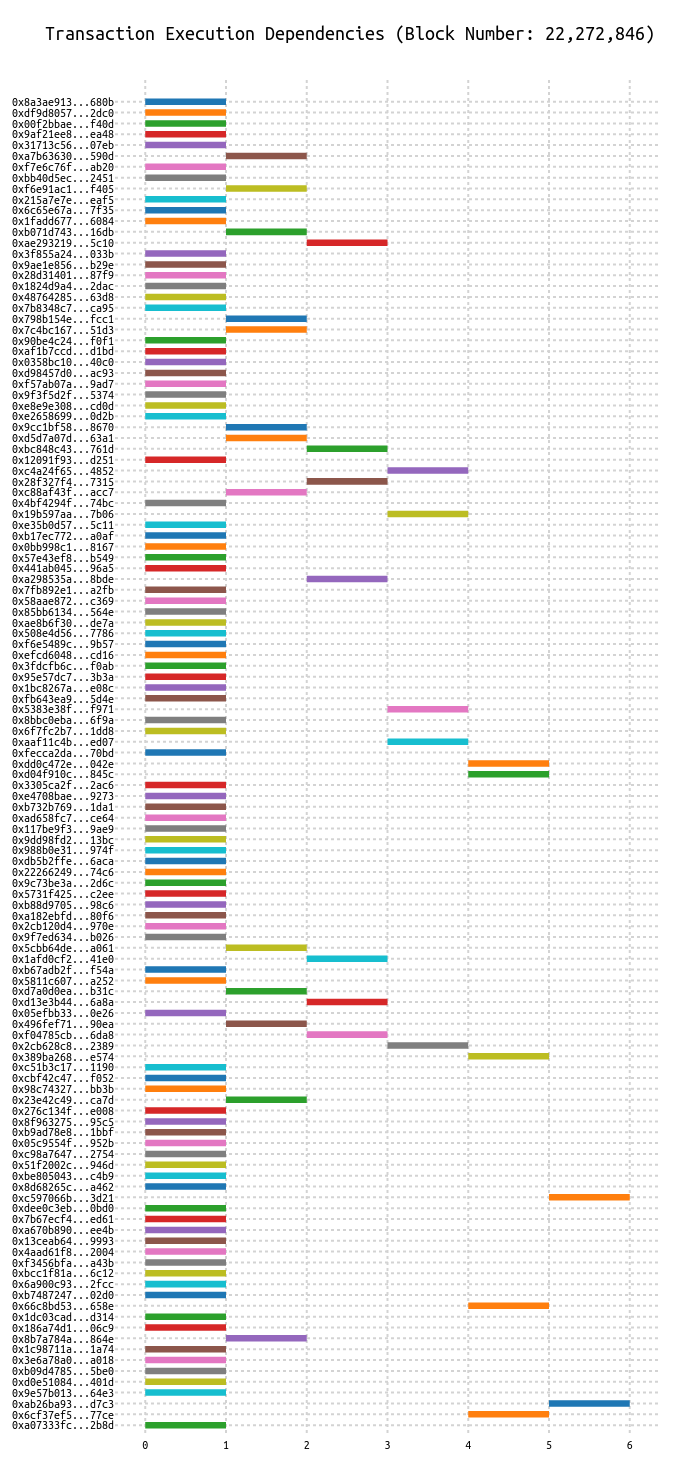 Transaction Execution Dependencies (Block Number: 22,272,846)
0x8a3ae913...680b
0xdf9d8057...2dc0
0x00f2bbae...f40d
0x9af21ee8...ea48
0x31713c56...07eb
0xa7b63630...590d
0xf7e6c76f...ab20
0xbb40d5ec...2451
0xf6e91ac1...f405
0x215a7e7e...eaf5
0x6c65e67a...7f35
0x1fadd677...6084
0xb071d743...16db
0xae293219...5c10
0x3f855a24...033b
0x9ae1e856...b29e
0x28d31401...87f9
0x1824d9a4...2dac
0x48764285...63d8
0x7b8348c7...ca95
0x798b154e...fcc1
0x7c4bc167...51d3
0x90be4c24...f0f1
0xaf1b7ccd...d1bd
0x0358bc10...40c0
0xd98457d0...ac93
0xf57ab07a...9ad7
0x9f3f5d2f...5374
0xe8e9e308...cd0d
0xe2658699...0d2b
0x9cc1bf58...8670
0xd5d7a07d...63a1
0xbc848c43...761d
0x12091f93...d251
0xc4a24f65...4852
0x28f327f4...7315
0xc88af43f...acc7
0x4bf4294f...74bc
0x19b597aa...7b06
0xe35b0d57...5c11
0xb17ec772...a0af
0x0bb998c1...8167
0x57e43ef8...b549
0x441ab045...96a5
0xa298535a...8bde
0x7fb892e1...a2fb
0x58aae872...c369
0x85bb6134...564e
0xae8b6f30...de7a
0x508e4d56...7786
0xf6e5489c...9b57
0xefcd6048...cd16
0x3fdcfb6c...f0ab
0x95e57dc7...3b3a
0x1bc8267a...e08c
0xfb643ea9...5d4e
0x5383e38f...f971
0x8bbc0eba...6f9a
0x6f7fc2b7...1dd8
0xaaf11c4b...ed07
0xfecca2da...70bd
0xdd0c472e...042e
0xd04f910c...845c
0x3305ca2f...2ac6
0xe4708bae...9273
0xb732b769...1da1
0xad658fc7...ce64
0x117be9f3...9ae9
0x9dd98fd2...13bc
0x988b0e31...974f
0xdb5b2ffe...6aca
0x22266249...74c6
0x9c73be3a...2d6c
0x5731f425...c2ee
0xb88d9705...98c6
0xa182ebfd...80f6
0x2cb120d4...970e
0x9f7ed634...b026
0x5cbb64de...a061
0x1afd0cf2...41e0
0xb67adb2f...f54a
0x5811c607...a252
0xd7a0d0ea...b31c
0xd13e3b44...6a8a
0x05efbb33...0e26
0x496fef71...90ea
0xf04785cb...6da8
0x2cb628c8...2389
0x389ba268...e574
0xc51b3c17...1190
0xcbf42c47...f052
0x98c74327...bb3b
0x23e42c49...ca7d
0x276c134f...e008
0x8f963275...95c5
0xb9ad78e8...1bbf
0x05c9554f...952b
0xc98a7647...2754
0x51f2002c...946d
0xbe805043...c4b9
0x8d68265c...a462
0xc597066b...3d21
0xdee0c3eb...0bd0
0x7b67ecf4...ed61
0xa670b890...ee4b
0x13ceab64...9993
0x4aad61f8...2004
0xf3456bfa...a43b
0xbcc1f81a...6c12
0x6a900c93...2fcc
0xb7487247...02d0
0x66c8bd53...658e
0x1dc03cad...d314
0x186a74d1...06c9
0x8b7a784a...864e
0x1c98711a...1a74
0x3e6a78a0...a018
0xb09d4785...5be0
0xd0e51084...401d
0x9e57b013...64e3
0xab26ba93...d7c3
0x6cf37ef5...77ce
0xa07333fc...2b8d
0 1 2 3 4 5 6